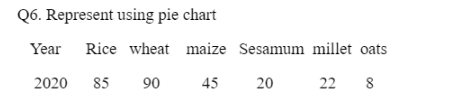 Q6. Represent using pie chart
Year Rice wheat maize Sesamum millet oats
2020 85 90 45 20 22 8